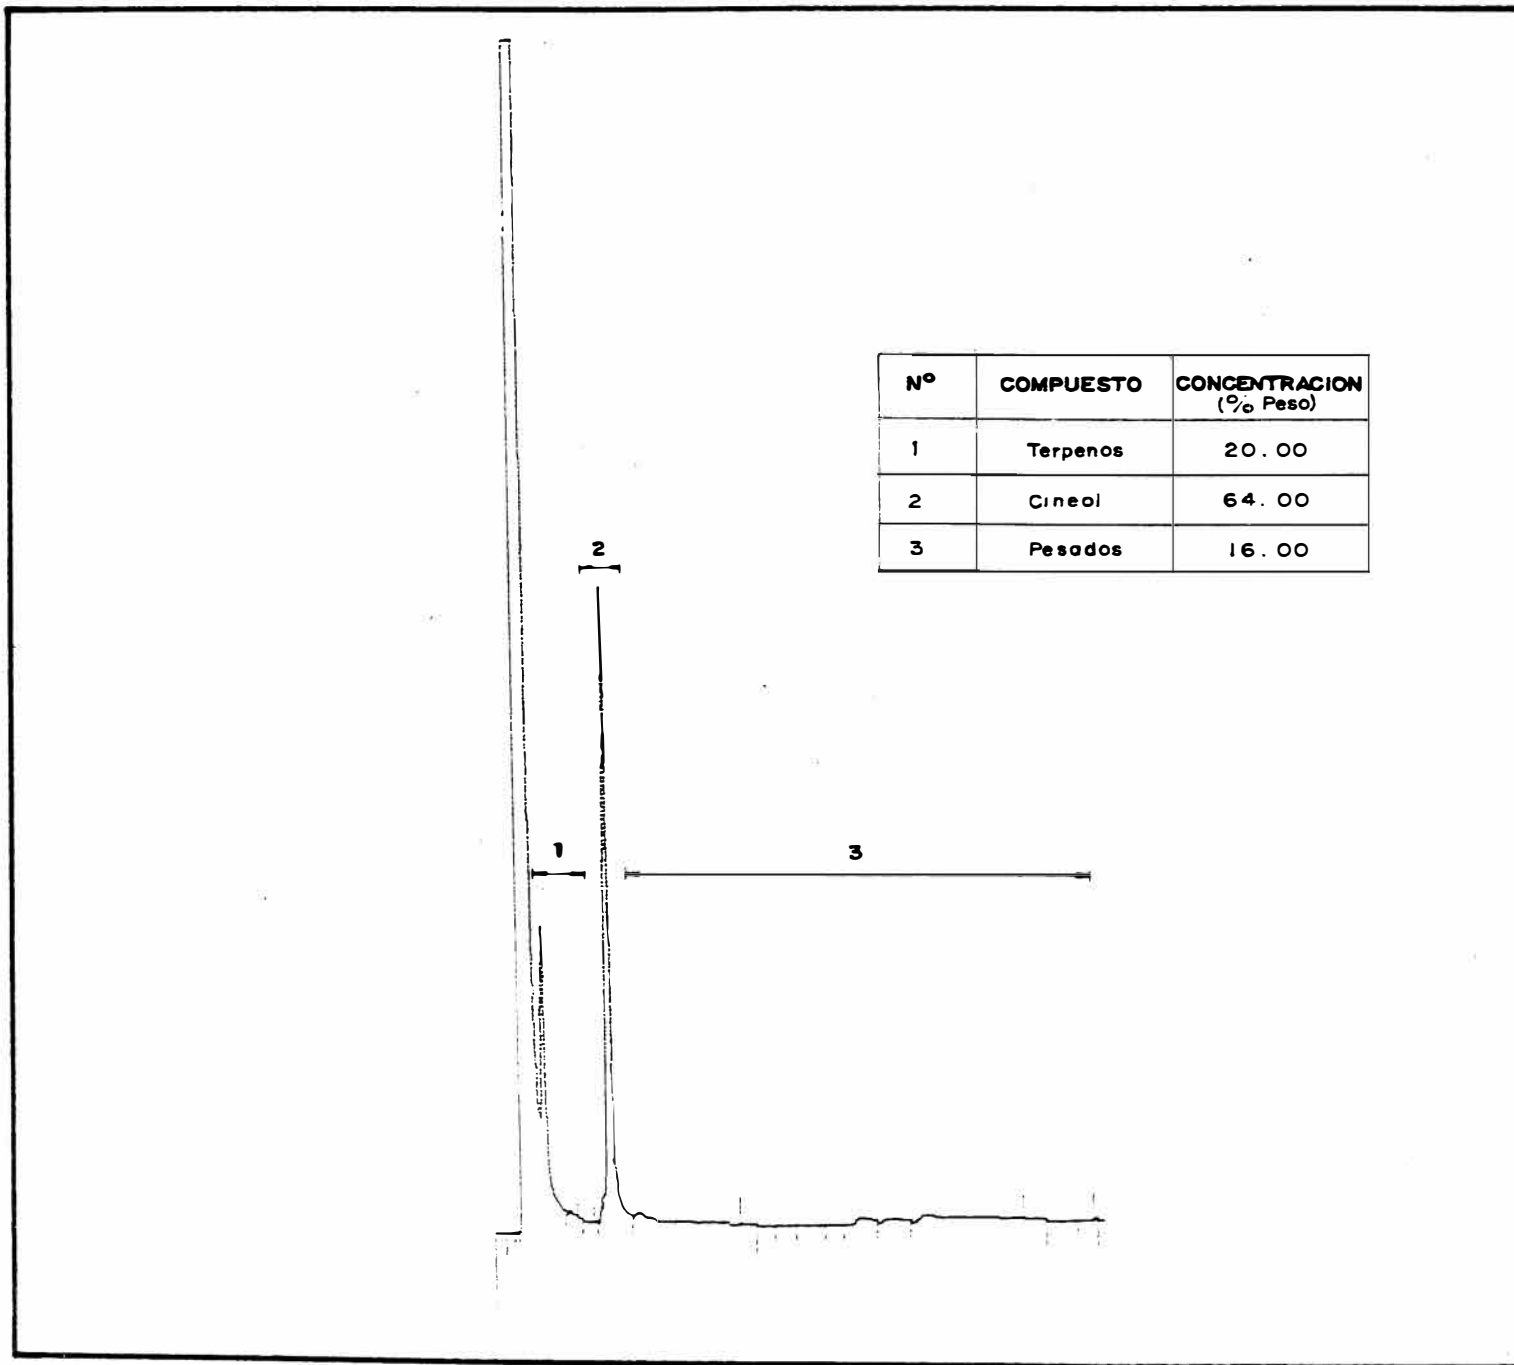 Nº COMPUESTO CONCENTRACION
(% Peso)
1 Terpenos 20.00
2 Cineol 64.00
3 Pesados 16.00
2
1
3